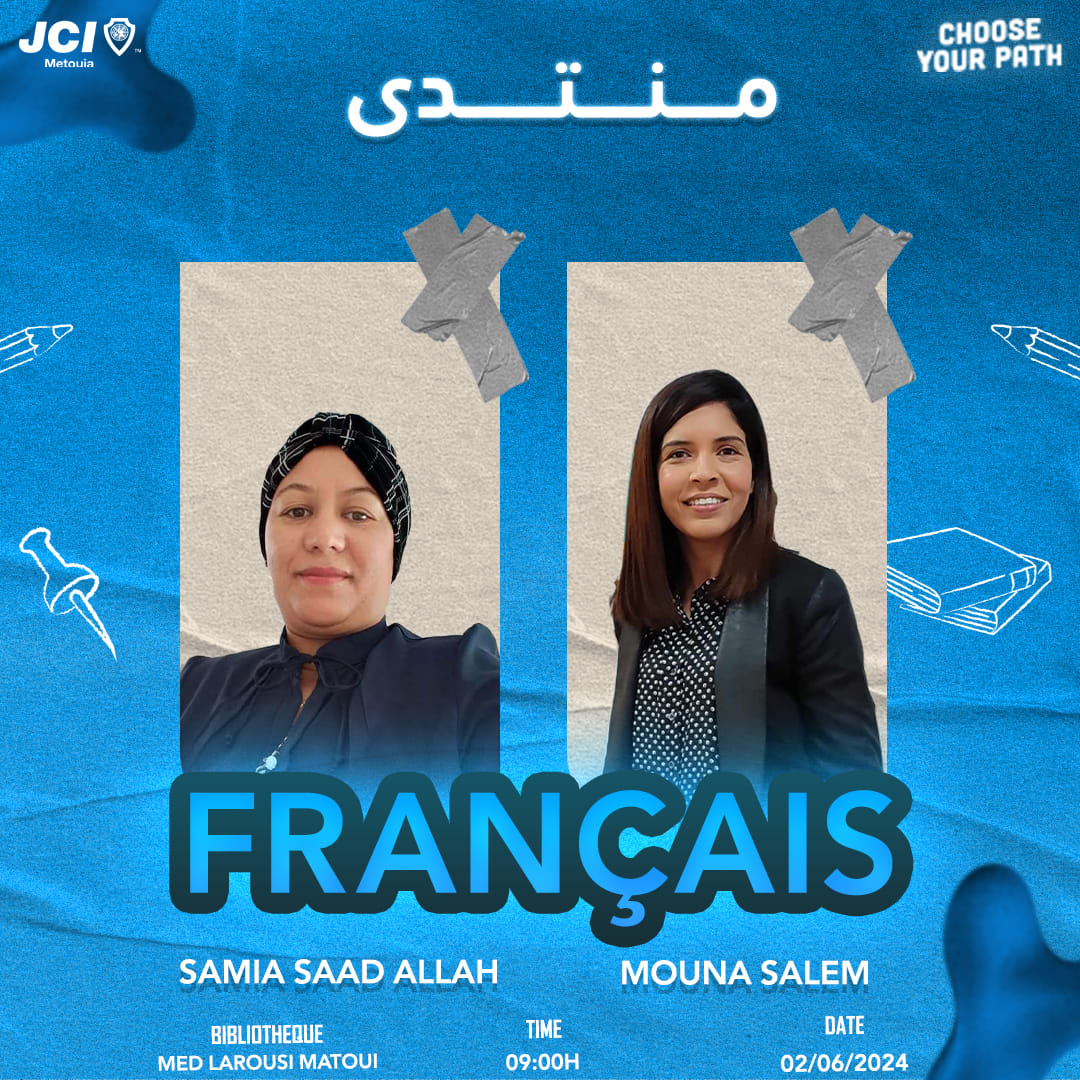 JCI
Metouia
CHOOSE
YOUR PATH
منتدى
FRANÇAIS
SAMIA SAAD ALLAH
MOUNA SALEM
BIBLIOTHEQUE
MED LAROUSI MATOUI
TIME
09:00H
DATE
02/06/2024